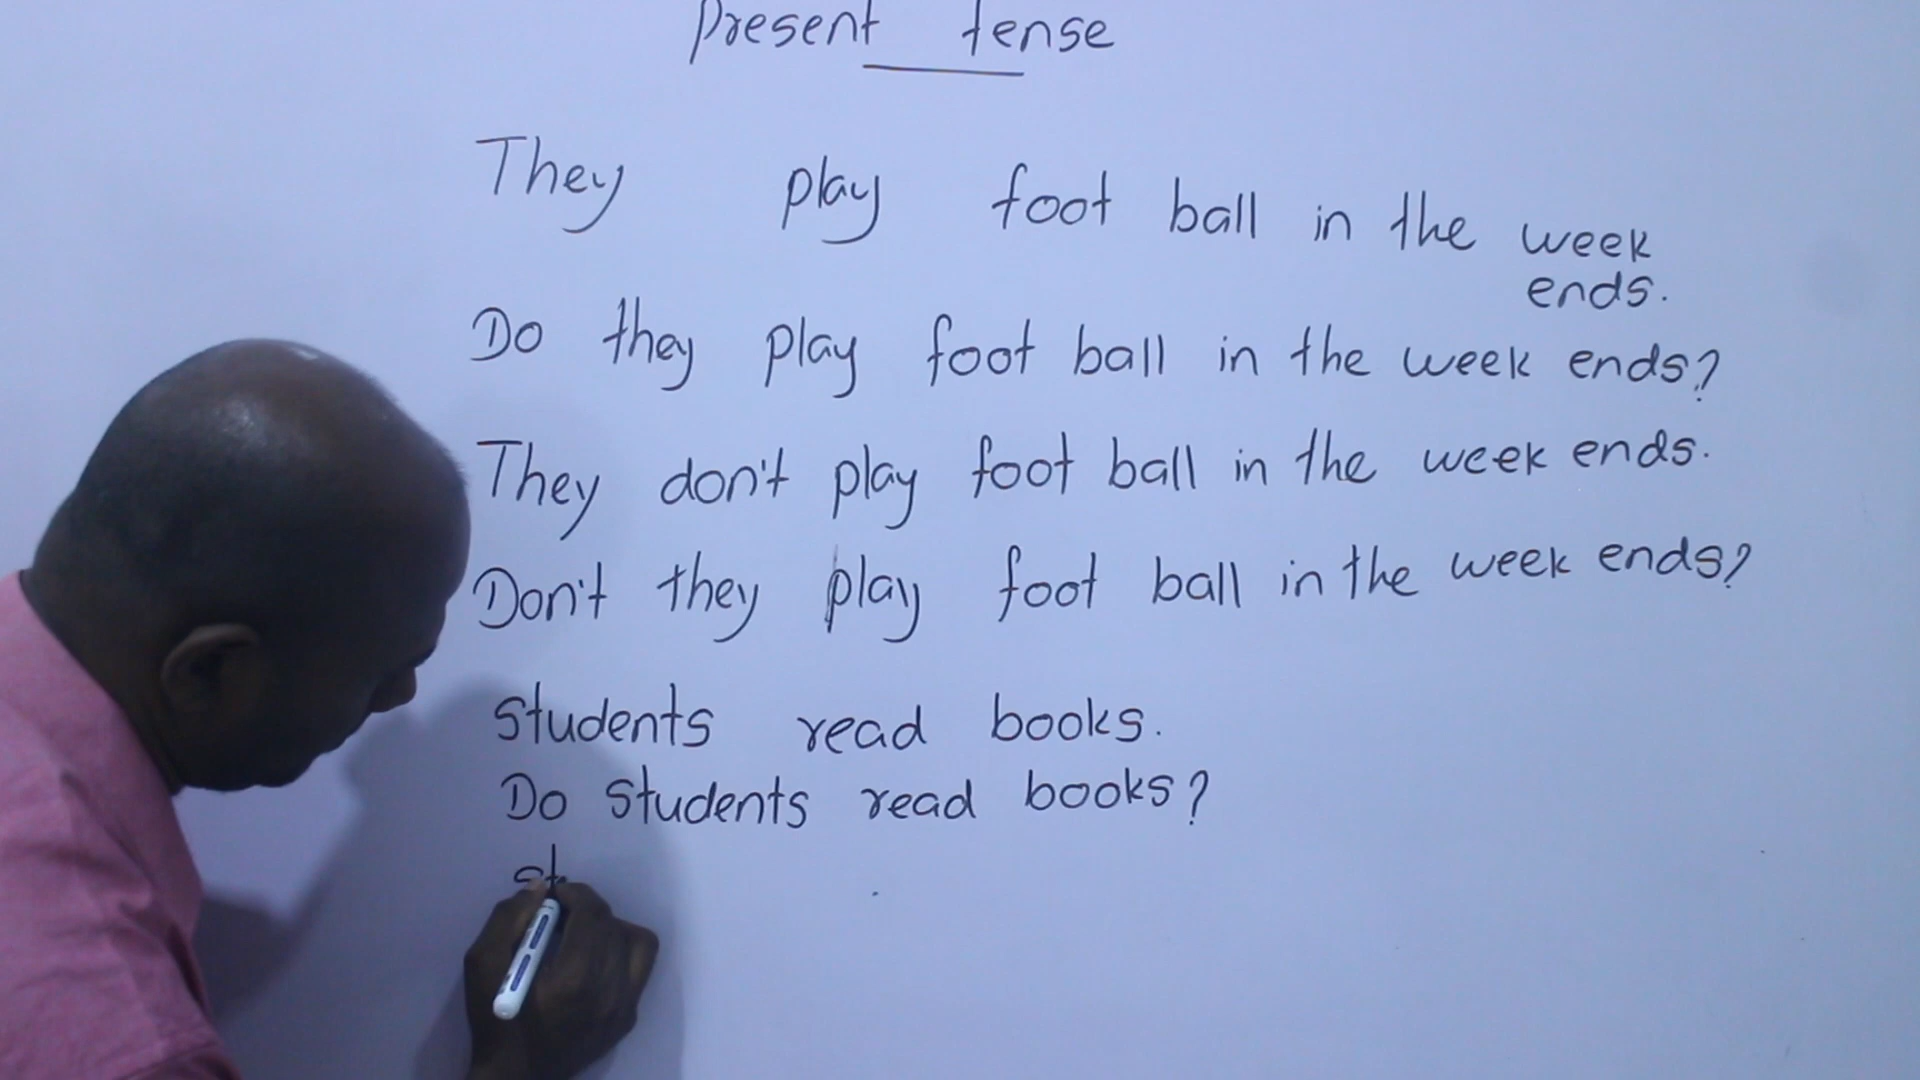 Present tense
They play foot ball in the week
ends.
Do they play foot ball in the week ends?
They don't play foot ball in the week ends.
Don't they play foot ball in the week ends?
Students read books.
Do Students read books?
st